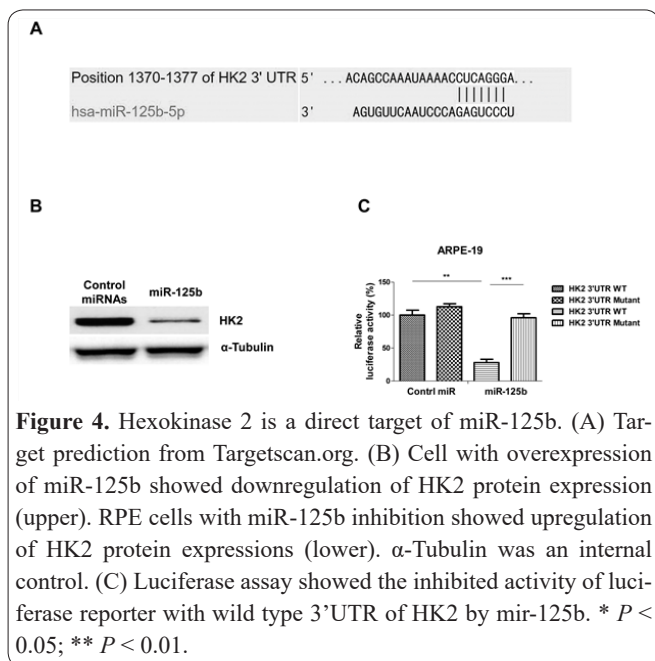 A
Position 1370-1377 of HK2 3' UTR 5' ...ACAGCCAAAUAAAACCUCAGGGA...
hsa-miR-125b-5p 3' AGUGUUCAAUCCCAGAGUCCCU
B
Control
miRNAs miR-125b
HK2
α-Tubulin
C
ARPE-19
Relative
luciferase activity (%)
150
100
50
0
** ***
Contrl miR miR-125b
HK2 3'UTR WT
HK2 3'UTR Mutant
HK2 3'UTR WT
HK2 3'UTR Mutant
Figure 4. Hexokinase 2 is a direct target of miR-125b. (A) Tar-
get prediction from Targetscan.org. (B) Cell with overexpression
of miR-125b showed downregulation of HK2 protein expression
(upper). RPE cells with miR-125b inhibition showed upregulation
of HK2 protein expressions (lower). α-Tubulin was an internal
control. (C) Luciferase assay showed the inhibited activity of luci-
ferase reporter with wild type 3’UTR of HK2 by mir-125b. * P <
0.05; ** P < 0.01.